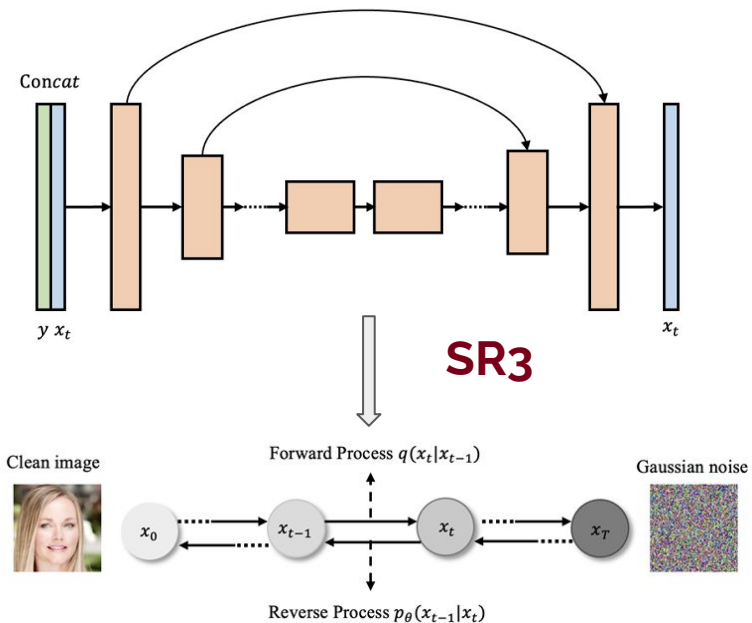 Concat
y x_t
x_t
SR3
Forward Process q(x_t|x_{t−1})
Clean image
Gaussian noise
x_0
x_{t−1}
x_t
x_T
Reverse Process p_θ(x_{t−1}|x_t)